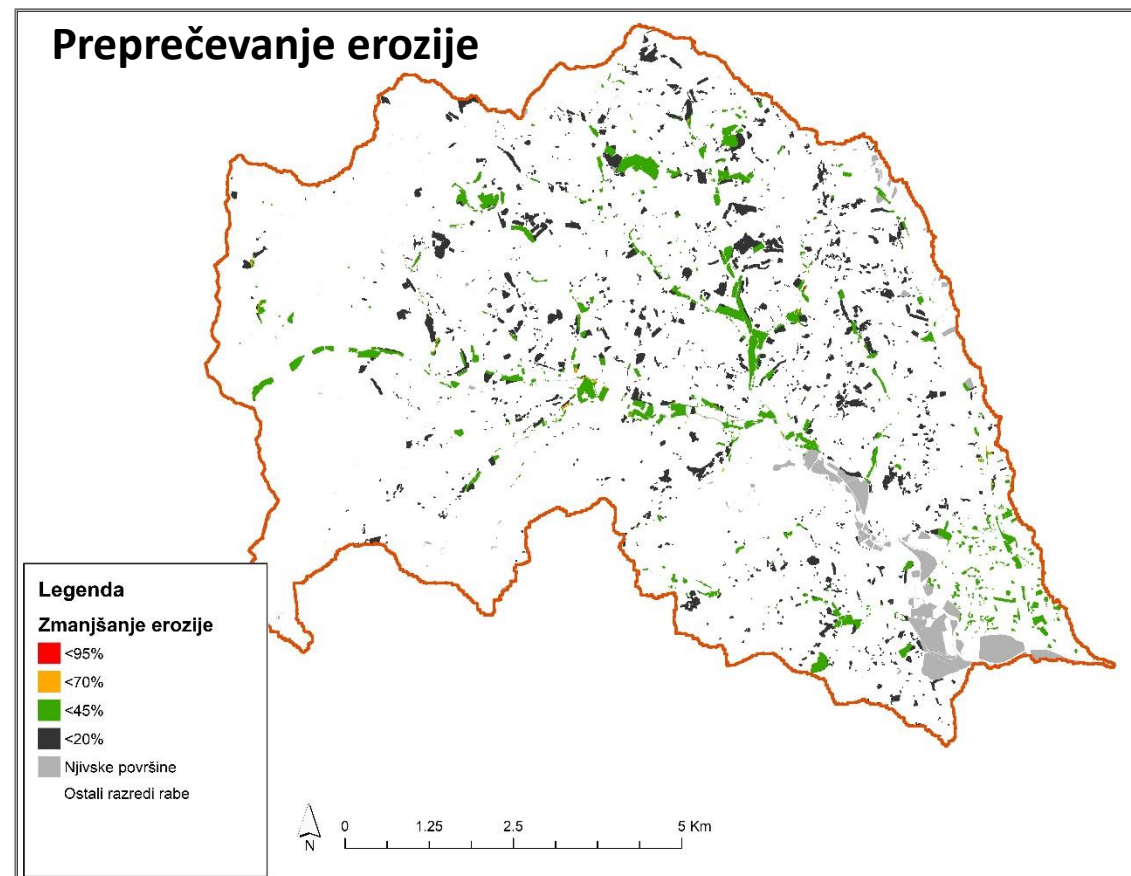 Preprečevanje erozije
Legenda
Zmanjšanje erozije
<95%
<70%
<45%
<20%
Njivske površine
Ostali razredi rabe
N
0 1.25 2.5 5 Km